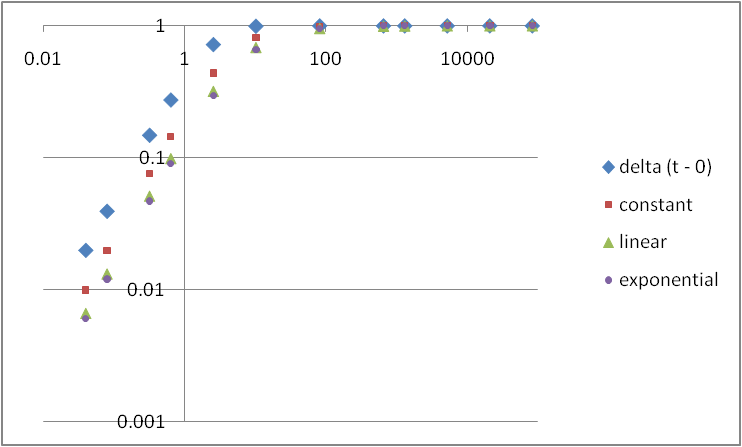 1
0.01 1 100 10000
0.1
0.01
0.001
delta (t - 0)
constant
linear
exponential